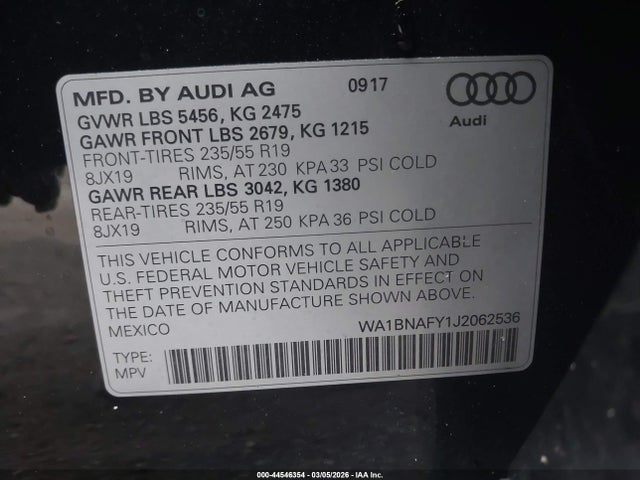 MFD. BY AUDI AG 0917
GVWR LBS 5456, KG 2475
GAWR FRONT LBS 2679, KG 1215
FRONT-TIRES 235/55 R19
8JX19 RIMS, AT 230 KPA 33 PSI COLD
GAWR REAR LBS 3042, KG 1380
REAR-TIRES 235/55 R19
8JX19 RIMS, AT 250 KPA 36 PSI COLD
Audi
THIS VEHICLE CONFORMS TO ALL APPLICABLE
U.S. FEDERAL MOTOR VEHICLE SAFETY AND
THEFT PREVENTION STANDARDS IN EFFECT ON
THE DATE OF MANUFACTURE SHOWN ABOVE.
MEXICO WA1BNAFY1J2062536
TYPE:
MPV
000-44546354 - 03/05/2026 - IAA Inc.